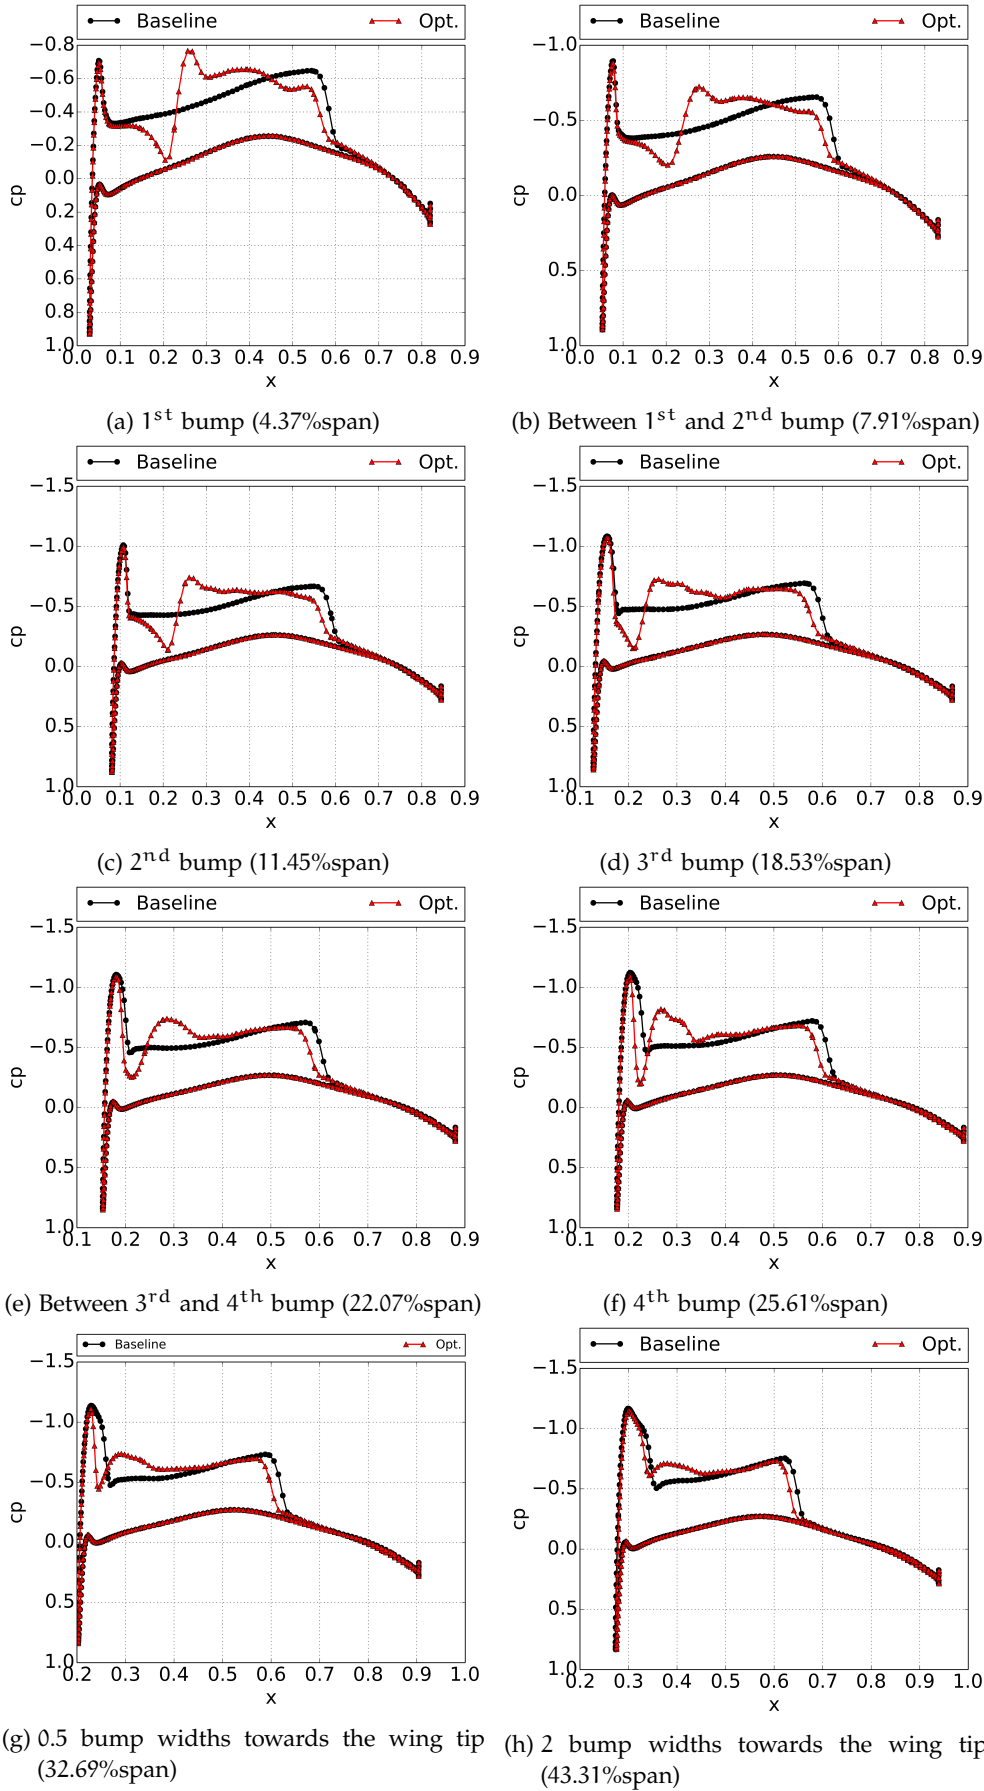 Baseline Opt.
−0.8
−0.6
−0.4
−0.2
0.0
0.2
0.4
0.6
0.8
1.0
cp
0.0 0.1 0.2 0.3 0.4 0.5 0.6 0.7 0.8 0.9
x
(a) 1st bump (4.37%span)
Baseline Opt.
−1.0
−0.5
0.0
0.5
1.0
cp
0.0 0.1 0.2 0.3 0.4 0.5 0.6 0.7 0.8 0.9
x
(b) Between 1st and 2nd bump (7.91%span)
Baseline Opt.
−1.5
−1.0
−0.5
0.0
0.5
1.0
cp
0.0 0.1 0.2 0.3 0.4 0.5 0.6 0.7 0.8 0.9
x
(c) 2nd bump (11.45%span)
Baseline Opt.
−1.5
−1.0
−0.5
0.0
0.5
1.0
cp
0.1 0.2 0.3 0.4 0.5 0.6 0.7 0.8 0.9
x
(d) 3rd bump (18.53%span)
Baseline Opt.
−1.5
−1.0
−0.5
0.0
0.5
1.0
cp
0.1 0.2 0.3 0.4 0.5 0.6 0.7 0.8 0.9
x
(e) Between 3rd and 4th bump (22.07%span)
Baseline Opt.
−1.5
−1.0
−0.5
0.0
0.5
1.0
cp
0.1 0.2 0.3 0.4 0.5 0.6 0.7 0.8 0.9
x
(f) 4th bump (25.61%span)
Baseline Opt.
−1.5
−1.0
−0.5
0.0
0.5
1.0
cp
0.2 0.3 0.4 0.5 0.6 0.7 0.8 0.9 1.0
x
(g) 0.5 bump widths towards the wing tip
(32.69%span)
Baseline Opt.
−1.5
−1.0
−0.5
0.0
0.5
1.0
cp
0.2 0.3 0.4 0.5 0.6 0.7 0.8 0.9 1.0
x
(h) 2 bump widths towards the wing tip
(43.31%span)